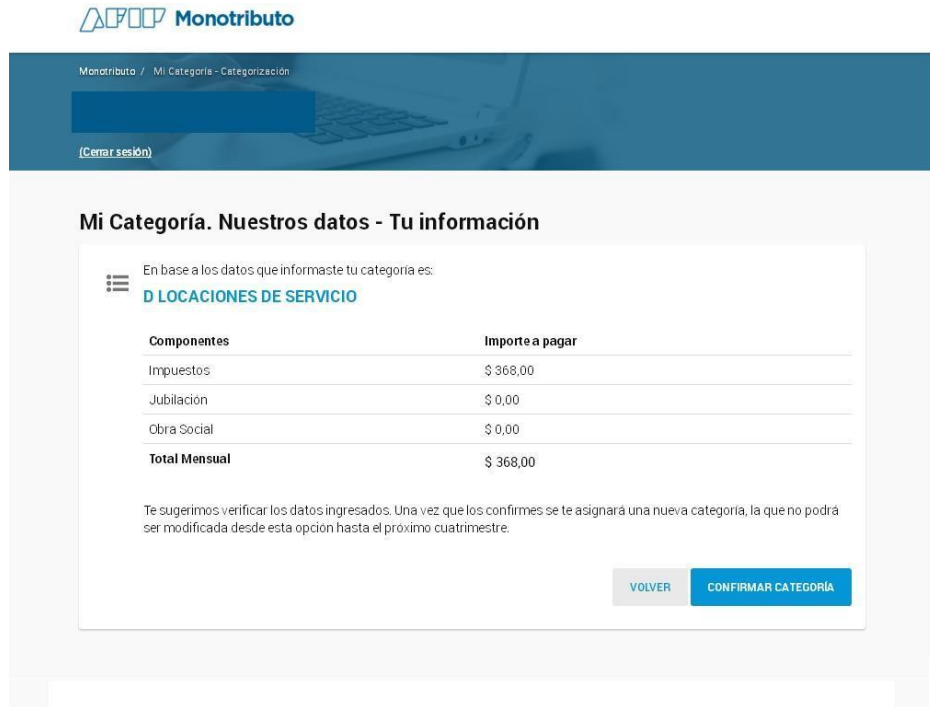 AFIP Monotributo
Monotributo / Mi Categoría - Categorización
(Cerrar sesión)
Mi Categoría. Nuestros datos - Tu información
En base a los datos que informaste tu categoría es:
D LOCACIONES DE SERVICIO
Componentes Importe a pagar
Impuestos $ 368,00
Jubilación $ 0,00
Obra Social $ 0,00
Total Mensual $ 368,00
Te sugerimos verificar los datos ingresados. Una vez que los confirmes se te asignará una nueva categoría, la que no podrá
ser modificada desde esta opción hasta el próximo cuatrimestre.
VOLVER CONFIRMAR CATEGORÍA